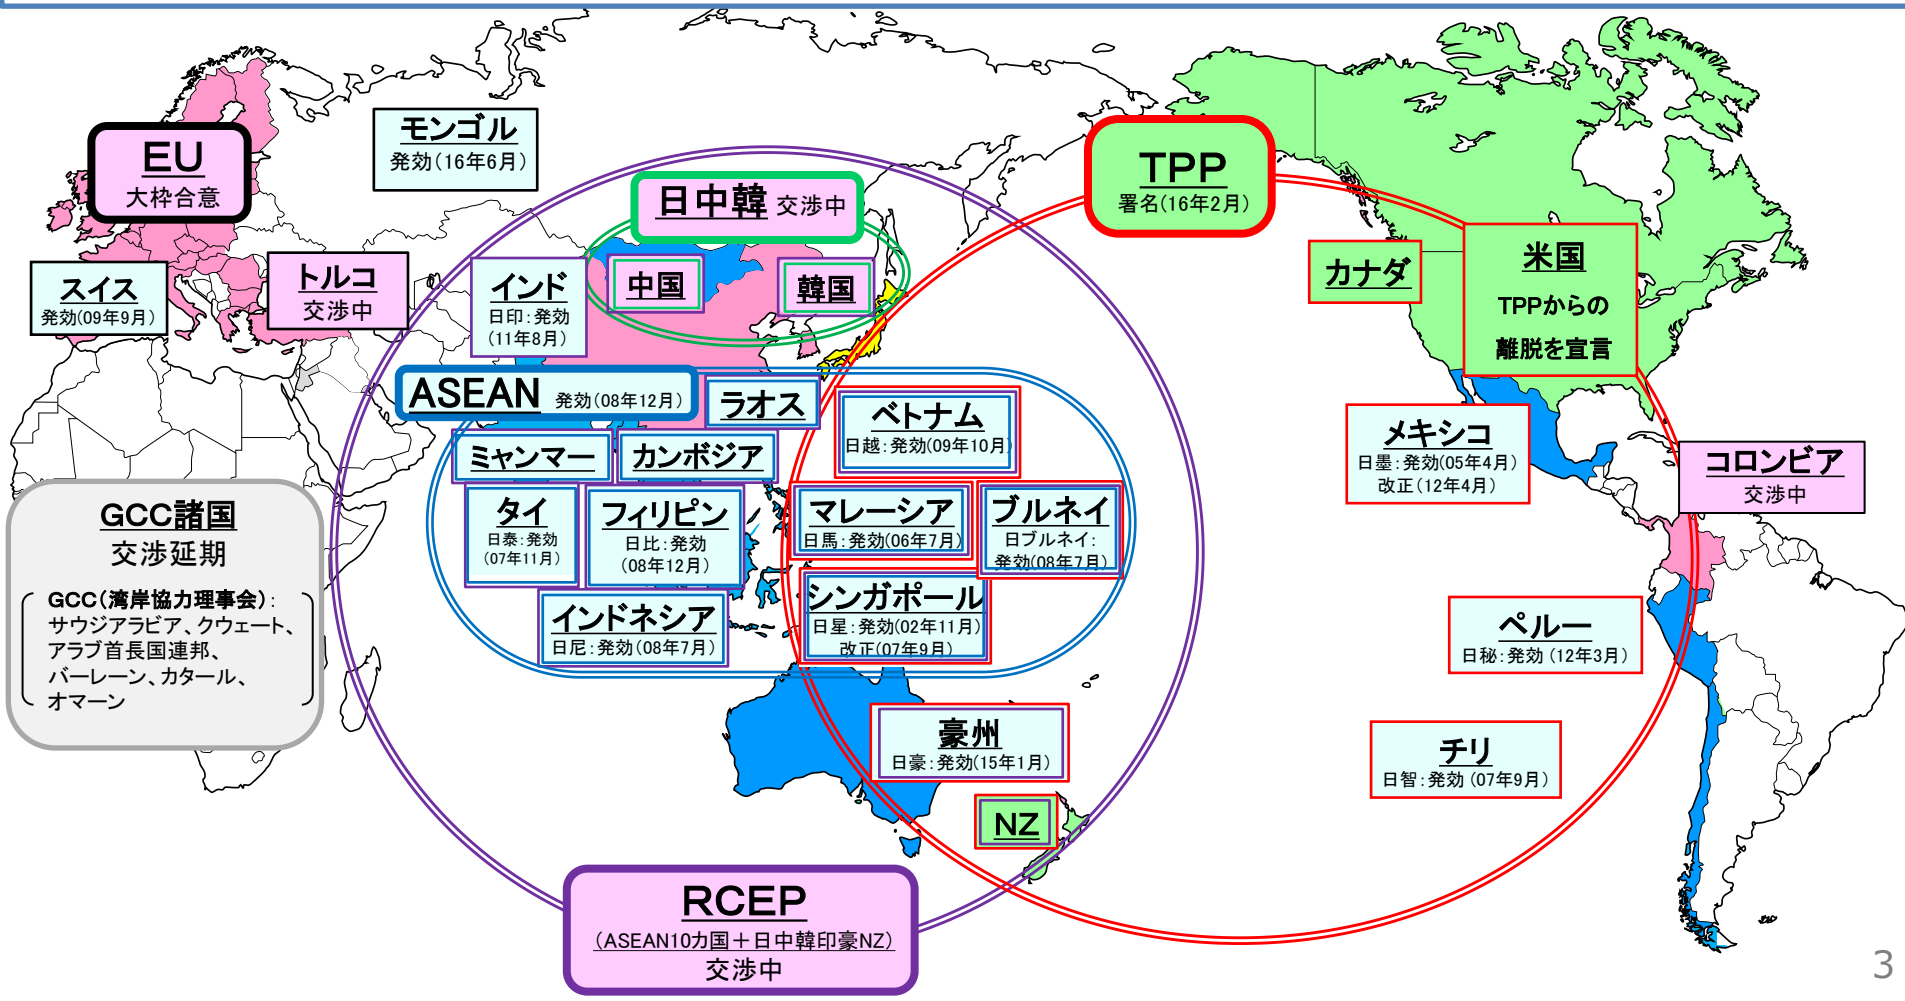 EU
大枠合意
モンゴル
発効(16年6月)
TPP
署名(16年2月)
日中韓 交渉中
中国
韓国
スイス
発効(09年9月)
トルコ
交渉中
インド
日印:発効
(11年8月)
カナダ
米国
TPPからの
離脱を宣言
ASEAN 発効(08年12月)
ラオス
ベトナム
日越:発効(09年10月)
ミャンマー
カンボジア
メキシコ
日墨:発効(05年4月)
改正(12年4月)
コロンビア
交渉中
タイ
日泰:発効
(07年11月)
フィリピン
日比:発効
(08年12月)
マレーシア
日馬:発効(06年7月)
ブルネイ
日ブルネイ:
発効(08年7月)
インドネシア
日尼:発効(08年7月)
シンガポール
日星:発効(02年11月)
改正(07年9月)
GCC諸国
交渉延期
GCC(湾岸協力理事会):
サウジアラビア、クウェート、
アラブ首長国連邦、
バーレーン、カタール、
オマーン
ペルー
日秘:発効(12年3月)
豪州
日豪:発効(15年1月)
チリ
日智:発効(07年9月)
NZ
RCEP
(ASEAN10カ国＋日中韓印豪NZ)
交渉中
3